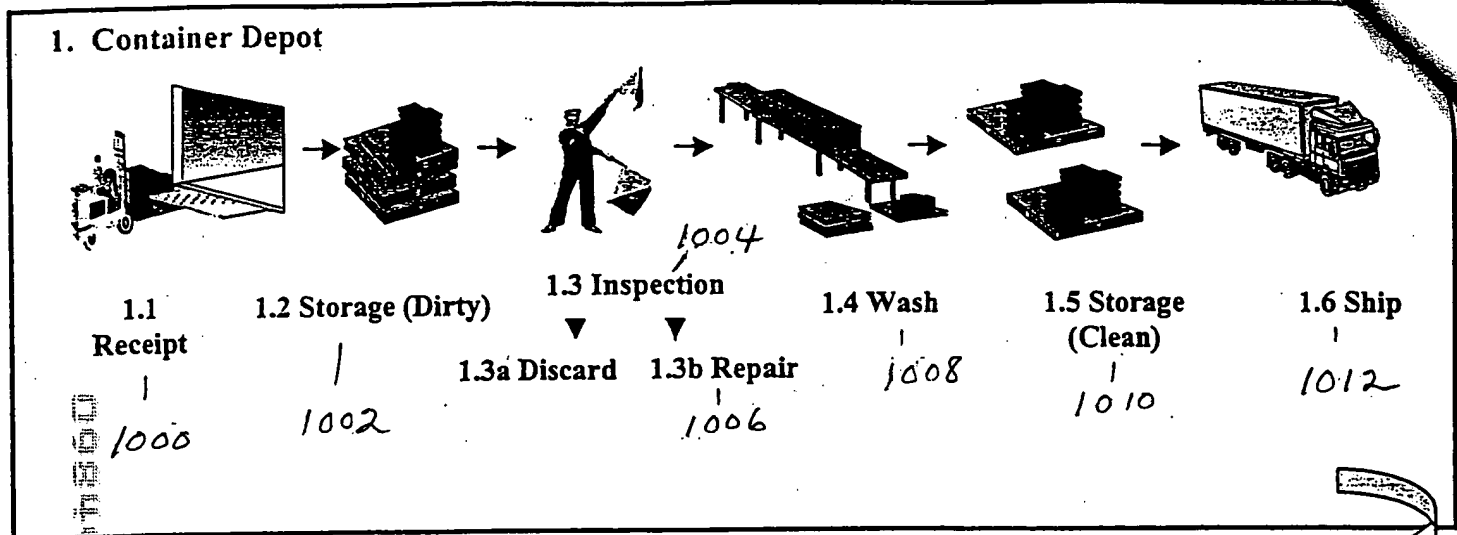 1. Container Depot
1004
1.1
Receipt
1.2 Storage (Dirty)
1.3 Inspection
1.3a Discard
1.3b Repair
1.4 Wash
1.5 Storage
(Clean)
1.6 Ship
1000
1002
1006
1008
1010
1012